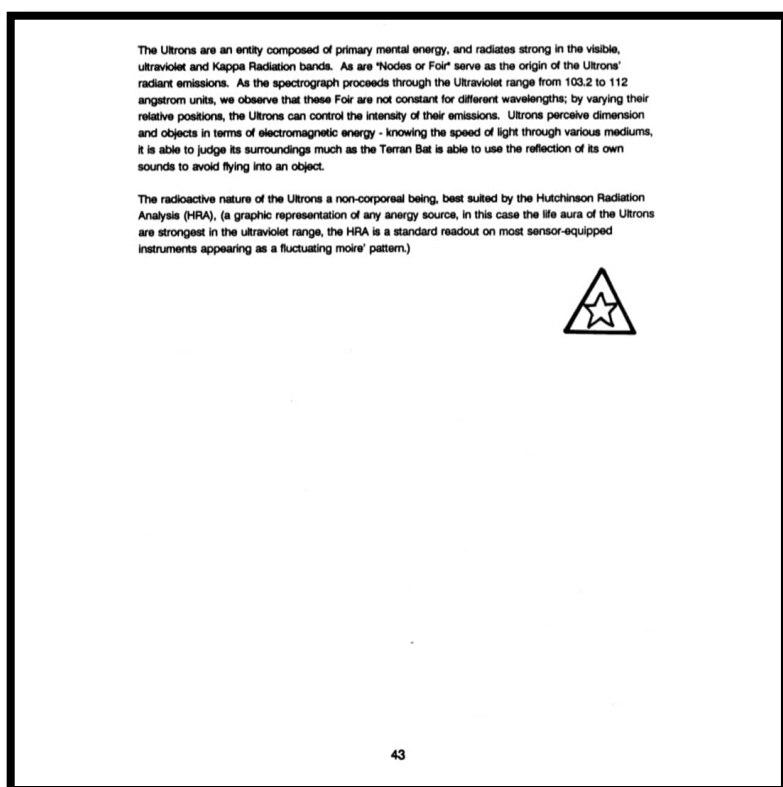 The Ultrons are an entity composed of primary mental energy, and radiates strong in the visible,
ultraviolet and Kappa Radiation bands. As are "Nodes or Foir" serve as the origin of the Ultrons'
radiant emissions. As the spectrograph proceeds through the Ultraviolet range from 103.2 to 112
angstrom units, we observe that these Foir are not constant for different wavelengths; by varying their
relative positions, the Ultrons can control the intensity of their emissions. Ultrons perceive dimension
and objects in terms of electromagnetic energy - knowing the speed of light through various mediums,
it is able to judge its surroundings much as the Terran Bat is able to use the reflection of its own
sounds to avoid flying into an object.
The radioactive nature of the Ultrons a non-corporeal being, best suited by the Hutchinson Radiation
Analysis (HRA), (a graphic representation of any anergy source, in this case the life aura of the Ultrons
are strongest in the ultraviolet range, the HRA is a standard readout on most sensor-equipped
instruments appearing as a fluctuating moire' pattern.)
43